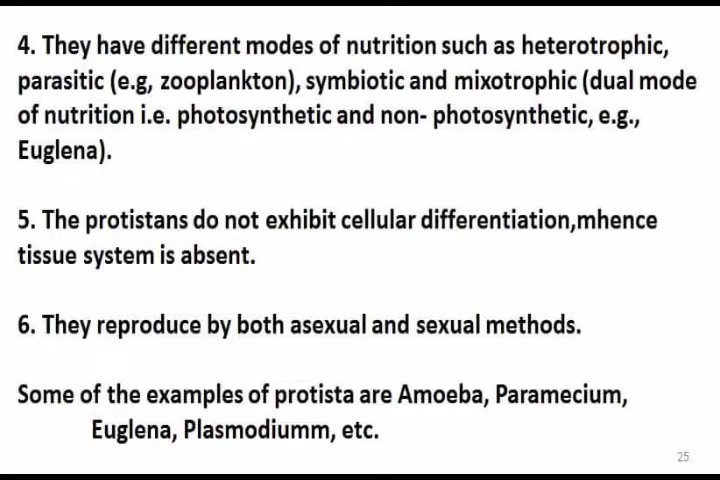 4. They have different modes of nutrition such as heterotrophic,
parasitic (e.g, zooplankton), symbiotic and mixotrophic (dual mode
of nutrition i.e. photosynthetic and non- photosynthetic, e.g.,
Euglena).
5. The protistans do not exhibit cellular differentiation,mhence
tissue system is absent.
6. They reproduce by both asexual and sexual methods.
Some of the examples of protista are Amoeba, Paramecium,
Euglena, Plasmodiumm, etc.
25